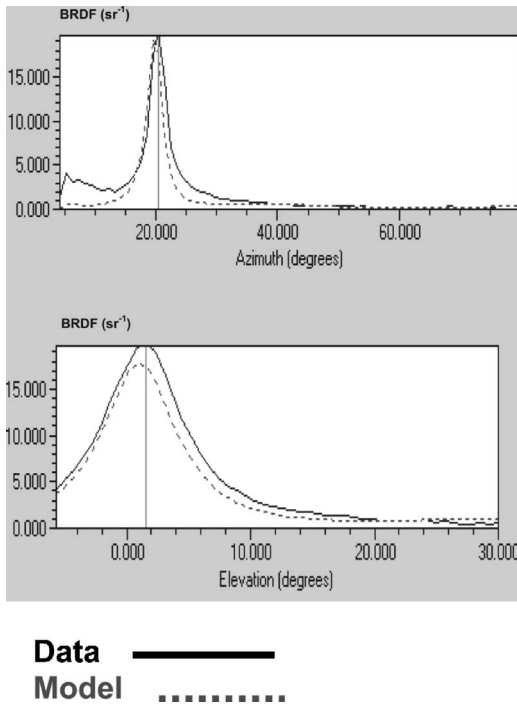 BRDF (sr⁻¹)
15.000
10.000
5.000
0.000
20.000 40.000 60.000
Azimuth (degrees)
BRDF (sr⁻¹)
15.000
10.000
5.000
0.000
0.000 10.000 20.000 30.000
Elevation (degrees)
Data
Model